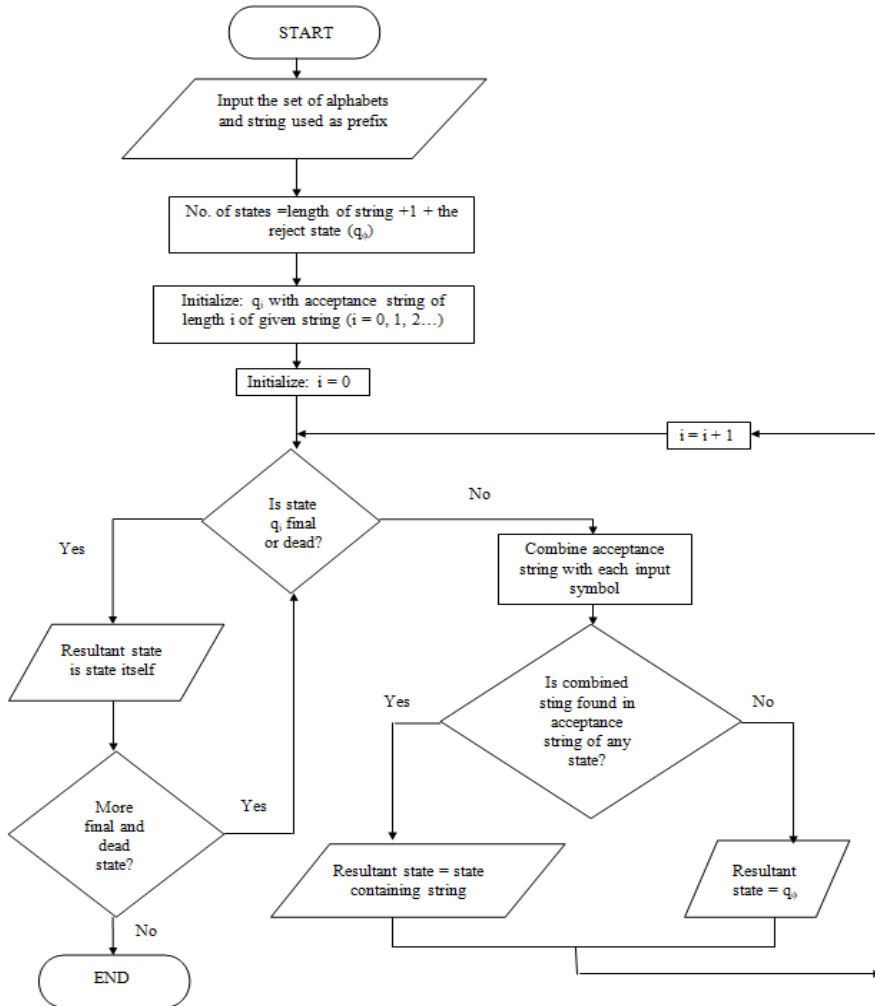 START
Input the set of alphabets
and string used as prefix
No. of states =length of string +1 + the
reject state (qϕ)
Initialize: qi with acceptance string of
length i of given string (i = 0, 1, 2…)
Initialize: i = 0
i = i + 1
Is state
qi final
or dead?
No
Yes
Combine acceptance
string with each input
symbol
Resultant state
is state itself
Is combined
sting found in
acceptance
string of any
state?
Yes
No
More
final and
dead
state?
Yes
Resultant state = state
containing string
Resultant
state = qϕ
No
END